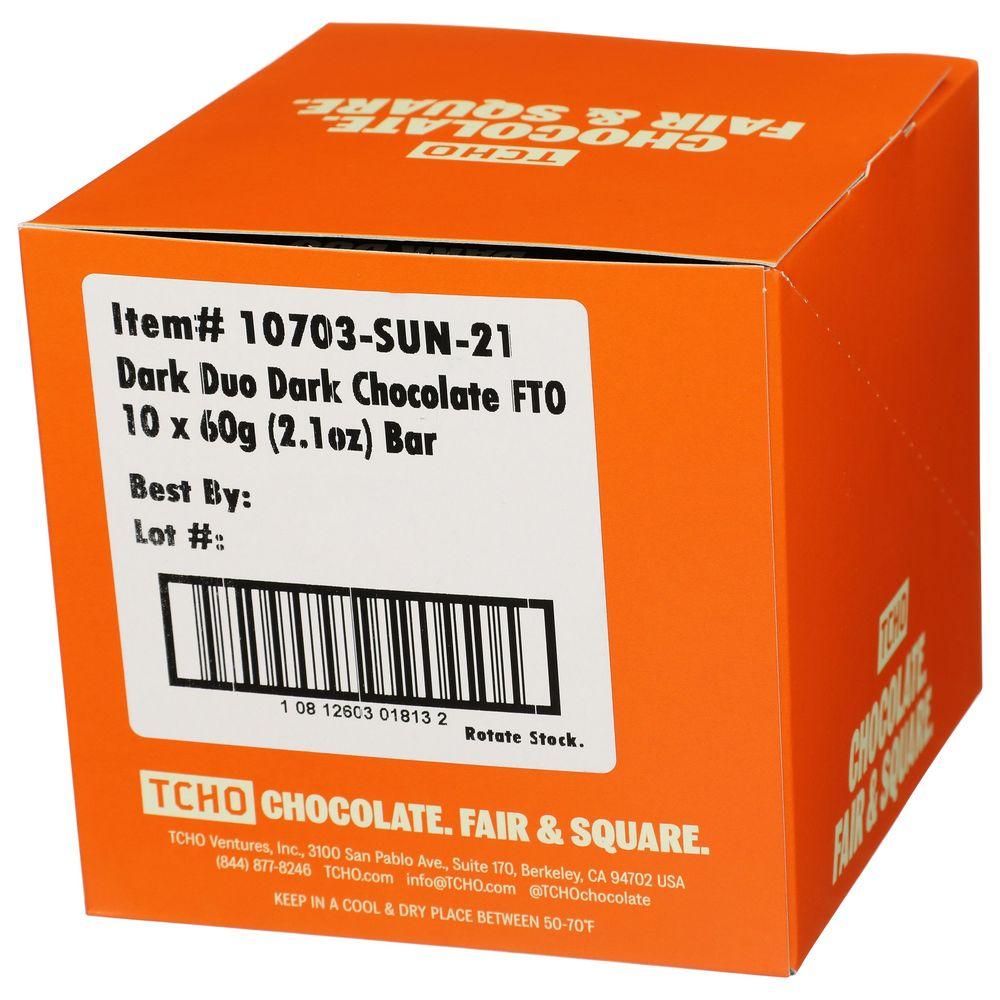 TCHO
CHOCOLATE.
FAIR & SQUARE.
Item# 10703-SUN-21
Dark Duo Dark Chocolate FTO
10 x 60g (2.1oz) Bar
Best By:
Lot #:
1 08 12603 01813 2
Rotate Stock.
TCHO CHOCOLATE. FAIR & SQUARE.
TCHO Ventures, Inc., 3100 San Pablo Ave., Suite 170, Berkeley, CA 94702 USA
(844) 877-8246 TCHO.com info@TCHO.com @TCHOchocolate
KEEP IN A COOL & DRY PLACE BETWEEN 50-70°F
TCHO
CHOCOLATE.
FAIR & SQUARE.